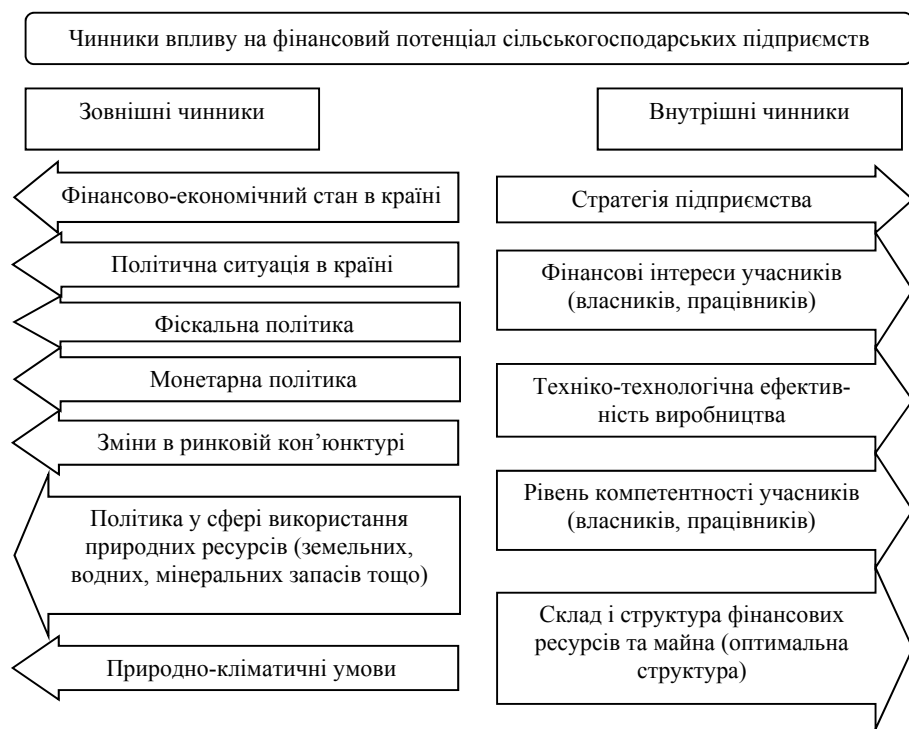 Чинники впливу на фінансовий потенціал сільськогосподарських підприємств
Зовнішні чинники
Фінансово-економічний стан в країні
Політична ситуація в країні
Фіскальна політика
Монетарна політика
Зміни в ринковій кон’юнктурі
Політика у сфері використання
природних ресурсів (земельних,
водних, мінеральних запасів тощо)
Природно-кліматичні умови
Внутрішні чинники
Стратегія підприємства
Фінансові інтереси учасників
(власників, працівників)
Техніко-технологічна ефектив-
ність виробництва
Рівень компетентності учасників
(власників, працівників)
Склад і структура фінансових
ресурсів та майна (оптимальна
структура)